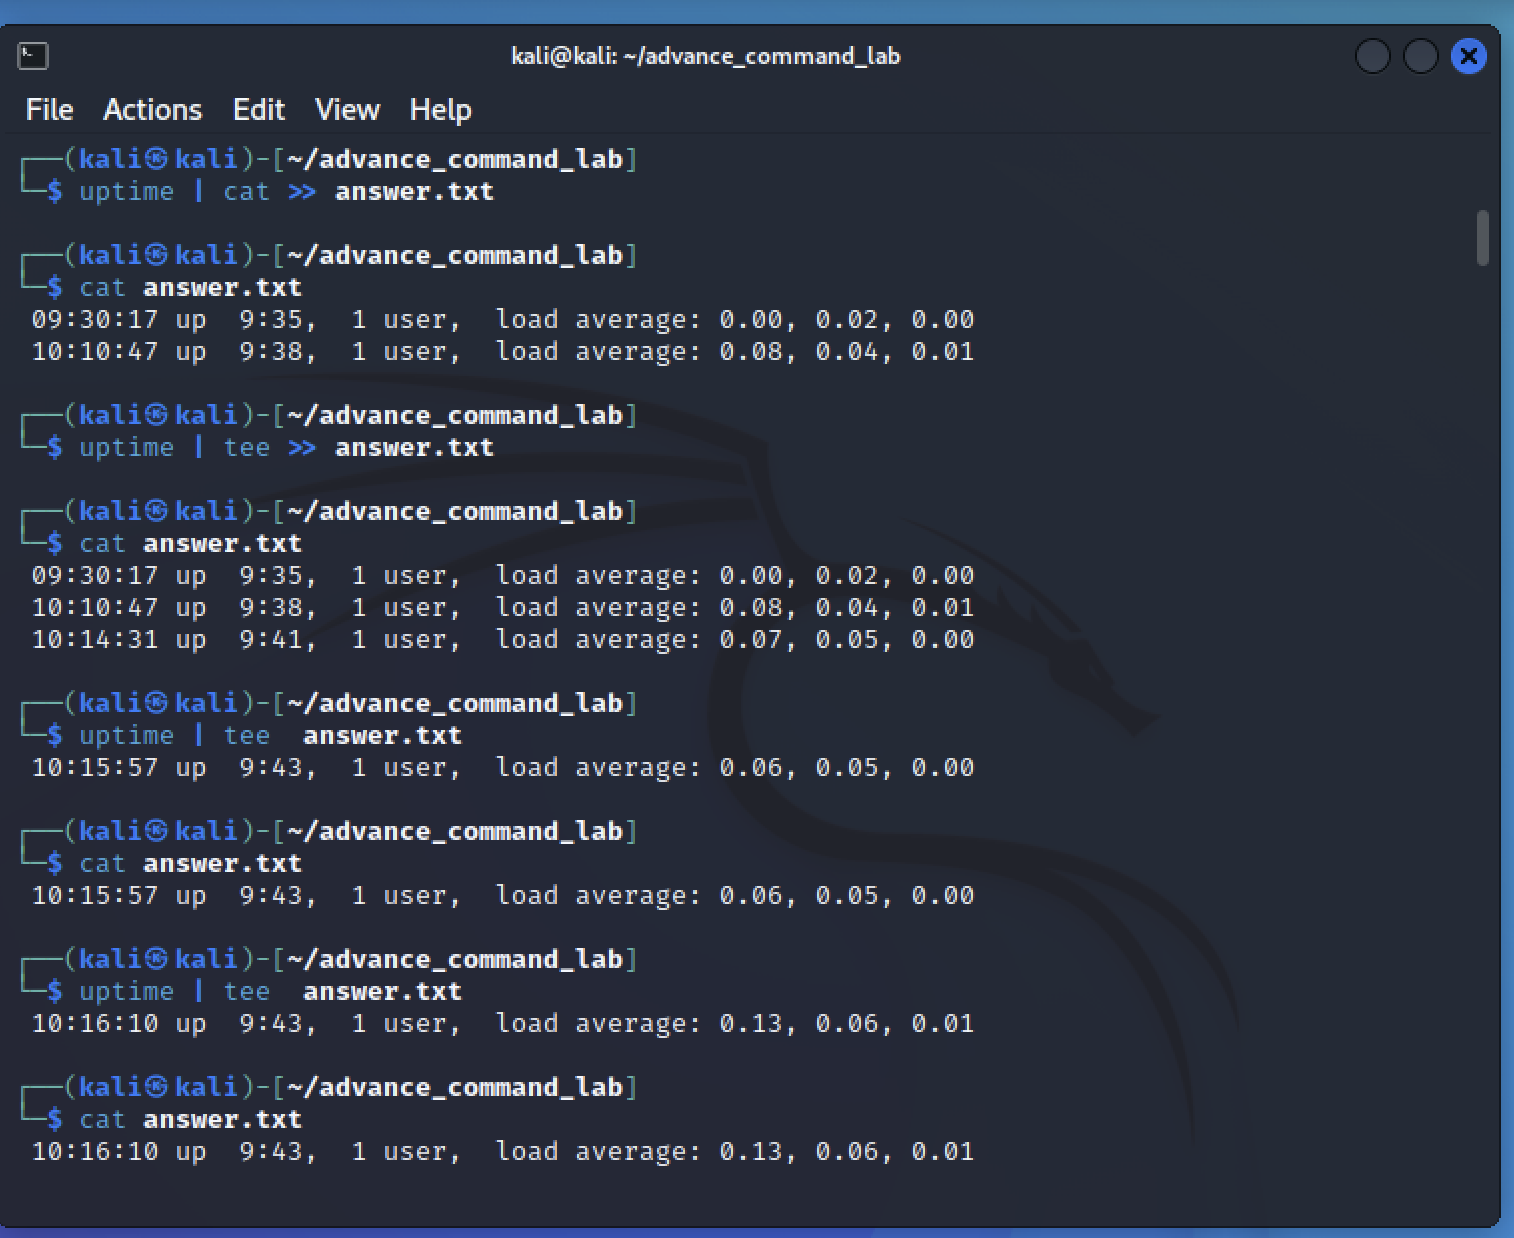 kali@kali: ~/advance_command_lab
File Actions Edit View Help
┌──(kali㉿kali)-[~/advance_command_lab]
└─$ uptime | cat >> answer.txt
┌──(kali㉿kali)-[~/advance_command_lab]
└─$ cat answer.txt
09:30:17 up  9:35,  1 user,  load average: 0.00, 0.02, 0.00
10:10:47 up  9:38,  1 user,  load average: 0.08, 0.04, 0.01
┌──(kali㉿kali)-[~/advance_command_lab]
└─$ uptime | tee >> answer.txt
┌──(kali㉿kali)-[~/advance_command_lab]
└─$ cat answer.txt
09:30:17 up  9:35,  1 user,  load average: 0.00, 0.02, 0.00
10:10:47 up  9:38,  1 user,  load average: 0.08, 0.04, 0.01
10:14:31 up  9:41,  1 user,  load average: 0.07, 0.05, 0.00
┌──(kali㉿kali)-[~/advance_command_lab]
└─$ uptime | tee  answer.txt
10:15:57 up  9:43,  1 user,  load average: 0.06, 0.05, 0.00
┌──(kali㉿kali)-[~/advance_command_lab]
└─$ cat answer.txt
10:15:57 up  9:43,  1 user,  load average: 0.06, 0.05, 0.00
┌──(kali㉿kali)-[~/advance_command_lab]
└─$ uptime | tee  answer.txt
10:16:10 up  9:43,  1 user,  load average: 0.13, 0.06, 0.01
┌──(kali㉿kali)-[~/advance_command_lab]
└─$ cat answer.txt
10:16:10 up  9:43,  1 user,  load average: 0.13, 0.06, 0.01